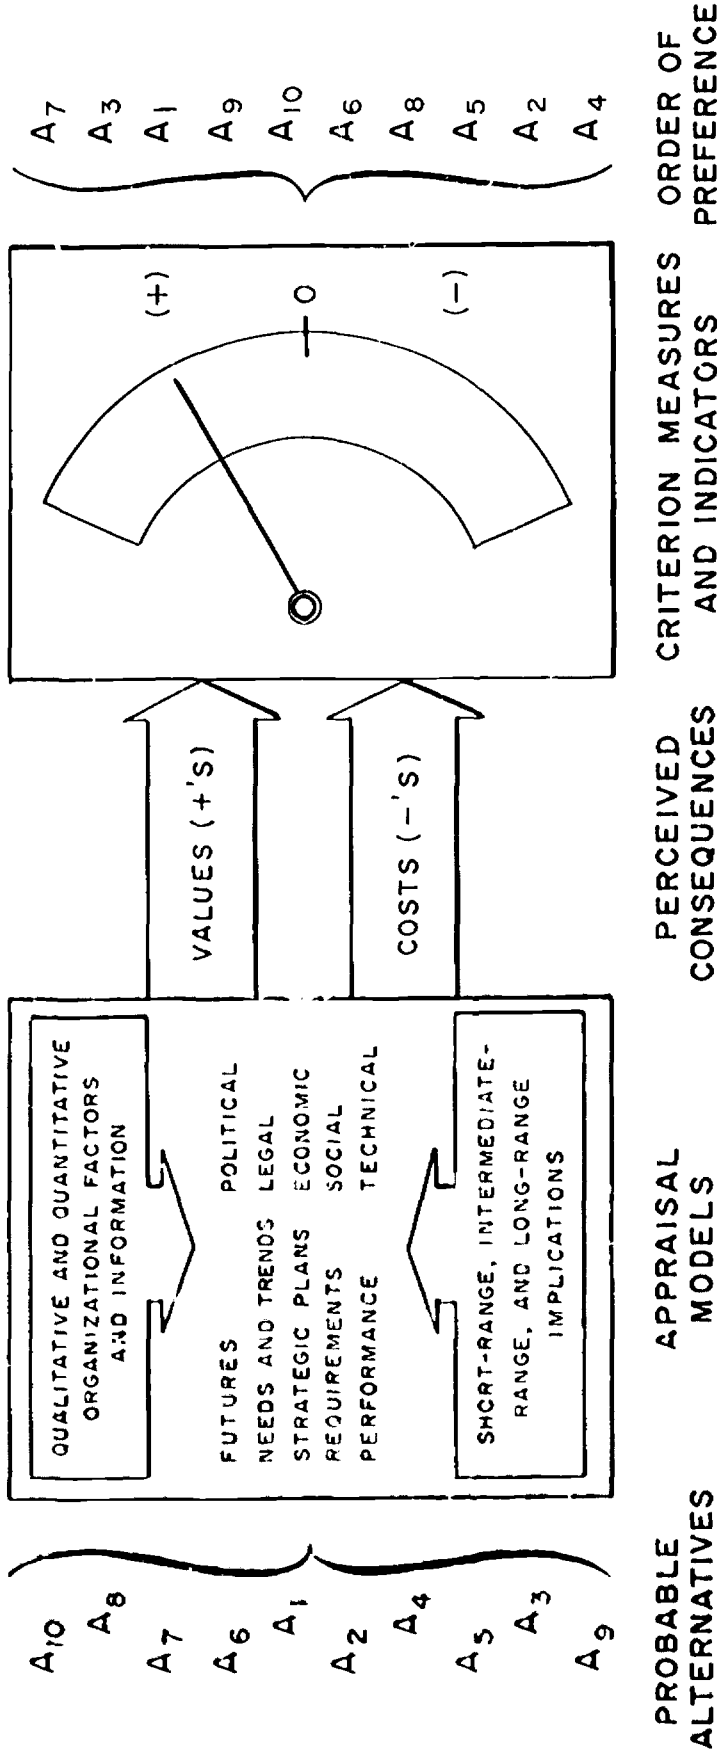 A10
A8
A7
A6
A1
A2
A4
A5
A3
A9
PROBABLE
ALTERNATIVES
QUALITATIVE AND QUANTITATIVE
ORGANIZATIONAL FACTORS
AND INFORMATION
FUTURES POLITICAL
NEEDS AND TRENDS LEGAL
STRATEGIC PLANS ECONOMIC
REQUIREMENTS SOCIAL
PERFORMANCE TECHNICAL
SHORT-RANGE, INTERMEDIATE-
RANGE, AND LONG-RANGE
IMPLICATIONS
APPRAISAL
MODELS
VALUES (+'S)
COSTS (-'S)
PERCEIVED
CONSEQUENCES
(+)
0
(-)
CRITERION MEASURES
AND INDICATORS
A7
A3
A1
A9
A10
A6
A8
A5
A2
A4
ORDER OF
PREFERENCE